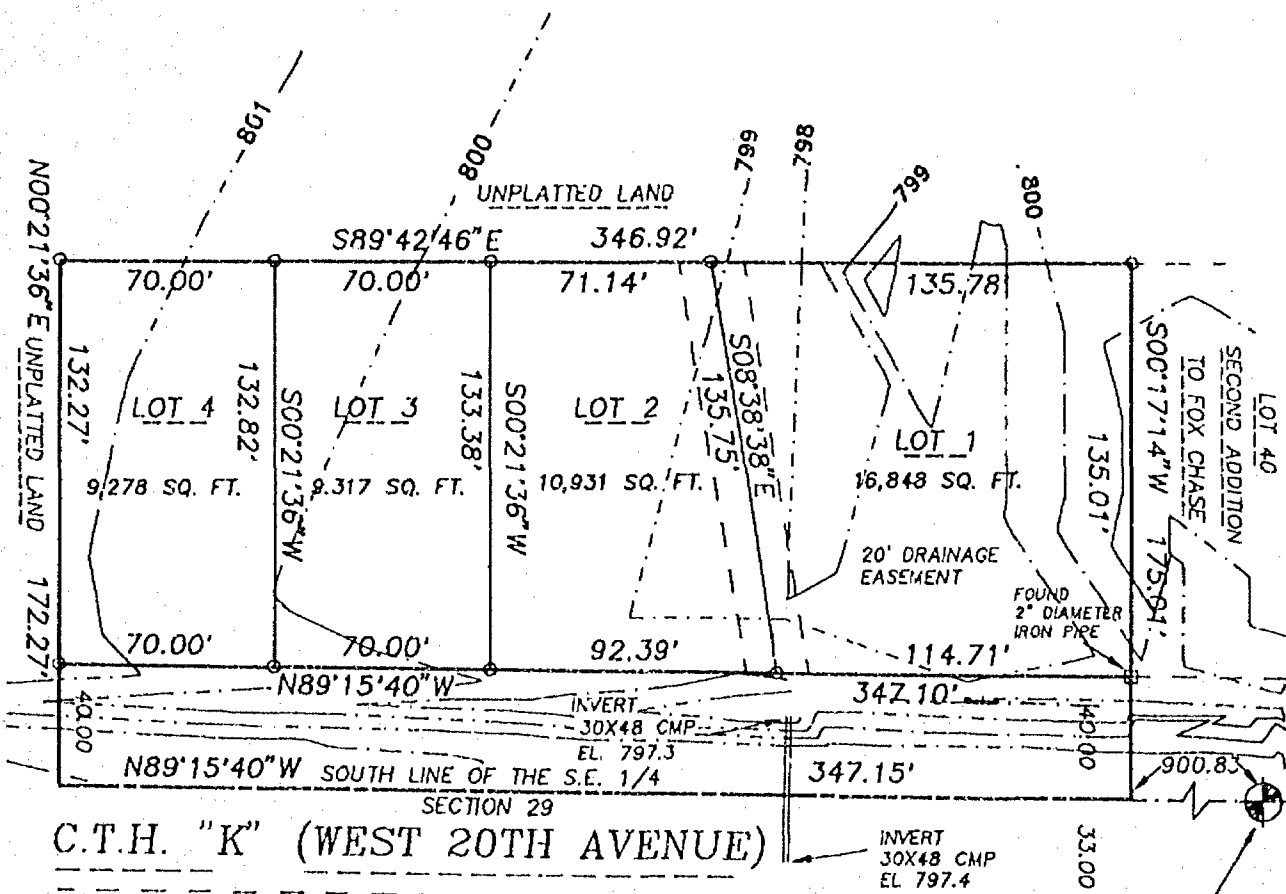 801
800
799
798
799
800
UNPLATTED LAND
S89°42'46"E 346.92'
70.00'
70.00'
71.14'
135.78'
N00°21'36"E UNPLATTED LAND 172.27'
132.27'
132.82'
S00°21'36"W
133.38'
S00°21'36"W
S08°38'38"E
135.75'
S00°17'14"W 175.01'
135.01'
LOT 40
SECOND ADDITION
TO FOX CHASE
LOT 4
9,278 SQ. FT.
LOT 3
9.317 SQ. FT.
LOT 2
10,931 SQ. FT.
LOT 1
16,848 SQ. FT.
20' DRAINAGE
EASEMENT
FOUND
2" DIAMETER
IRON PIPE
70.00'
70.00'
92.39'
114.71'
N89°15'40"W
347.10'
40.00
40.00
INVERT
30X48 CMP
EL. 797.3
N89°15'40"W SOUTH LINE OF THE S.E. 1/4 347.15'
SECTION 29
900.83
C.T.H. "K" (WEST 20TH AVENUE)
INVERT
30X48 CMP
EL 797.4
33.00